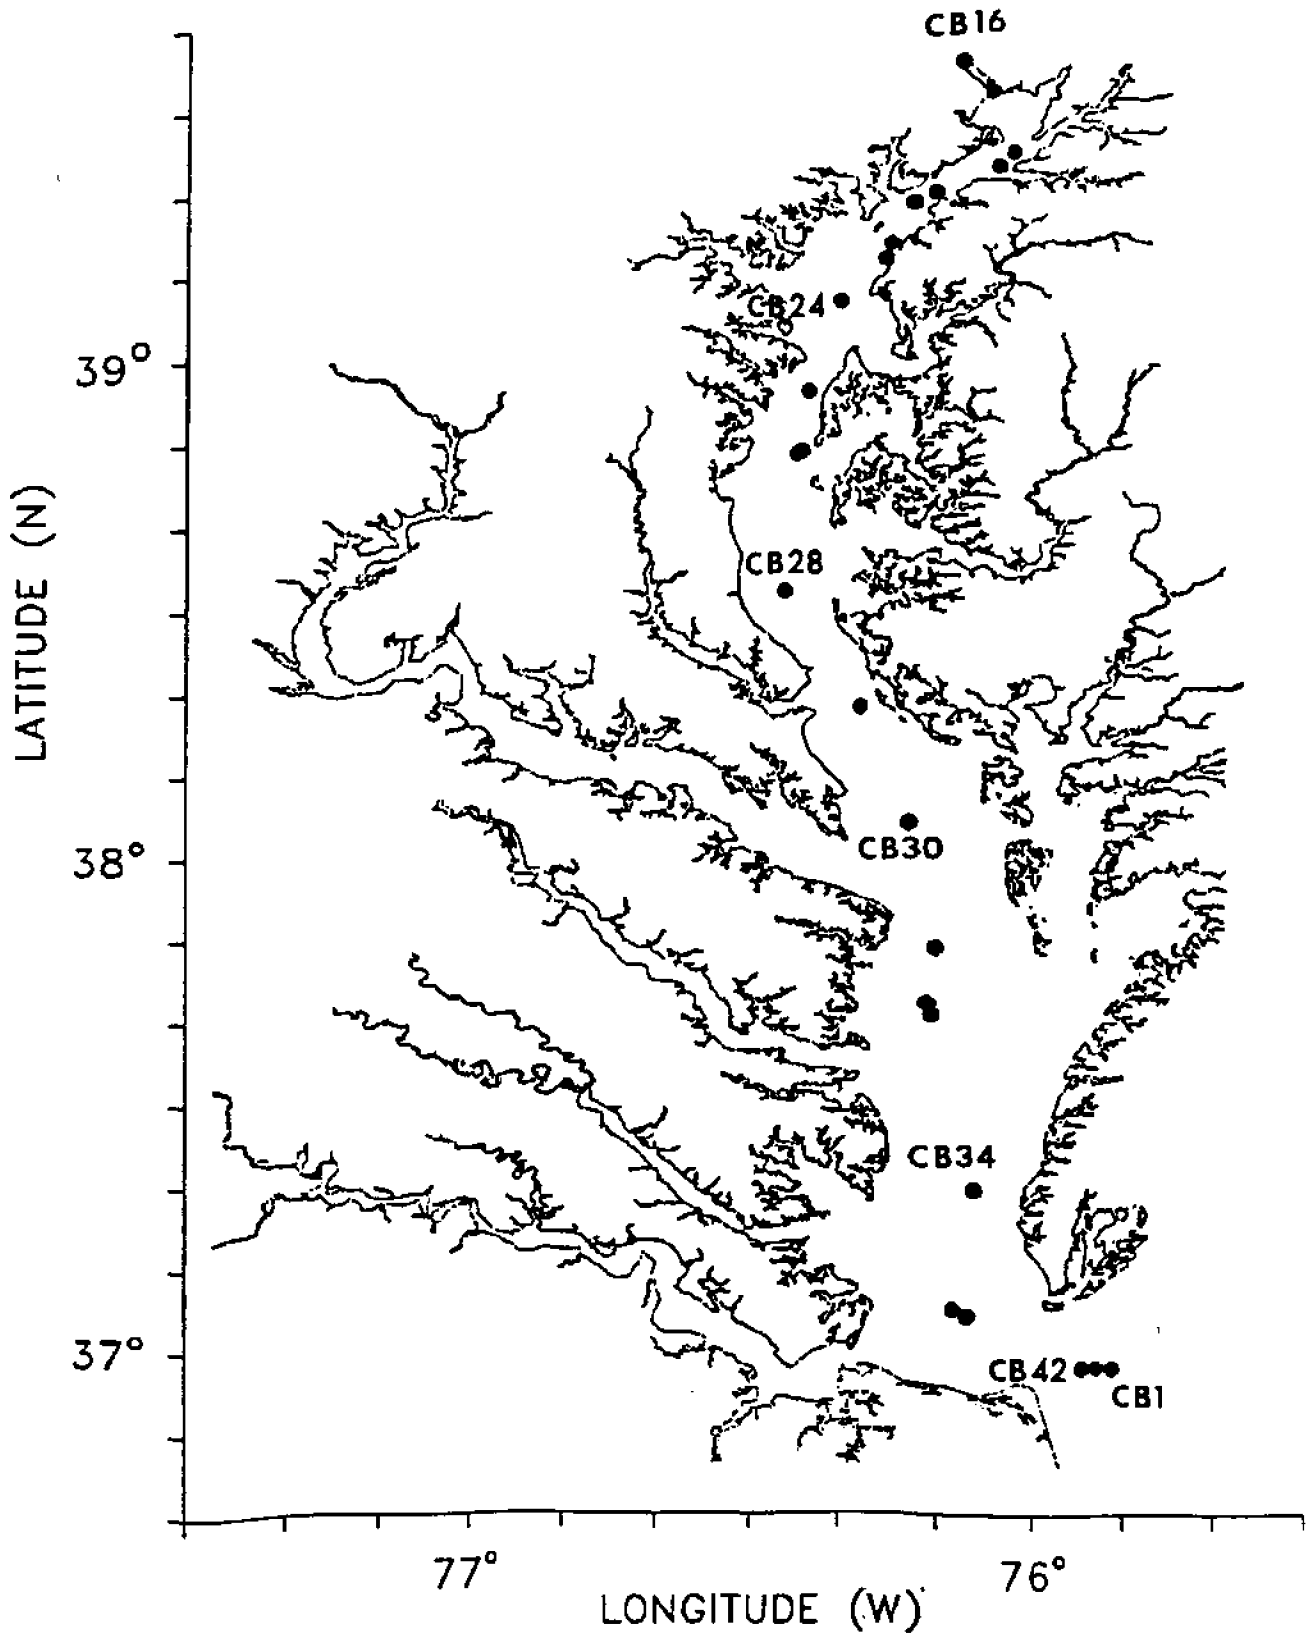 CB16
CB24
39°
CB28
LATITUDE (N)
CB30
38°
CB34
37°
CB42
CB1
77°
76°
LONGITUDE (W)